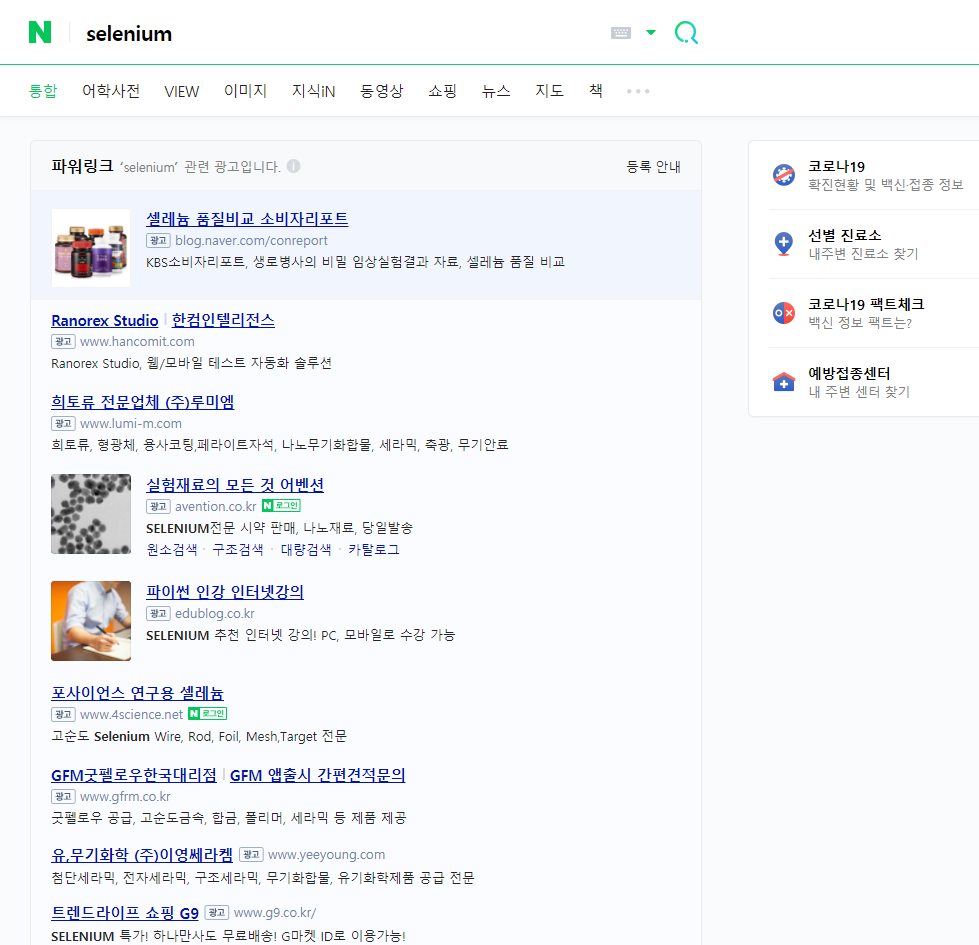 N
selenium
통합 어학사전 VIEW 이미지 지식iN 동영상 쇼핑 뉴스 지도 책
파워링크 ‘selenium’ 관련 광고입니다. 등록 안내
셀레늄 품질비교 소비자리포트
광고 blog.naver.com/conreport
KBS소비자리포트, 생로병사의 비밀 임상실험결과 자료, 셀레늄 품질 비교
Ranorex Studio 한컴인텔리전스
광고 www.hancomit.com
Ranorex Studio, 웹/모바일 테스트 자동화 솔루션
희토류 전문업체 (주)루미엠
광고 www.lumi-m.com
희토류, 형광체, 용사코팅,페라이트자석, 나노무기화합물, 세라믹, 축광, 무기안료
실험재료의 모든 것 어벤션
광고 avention.co.kr N 로그인
SELENIUM전문 시약 판매, 나노재료, 당일발송
원소검색 · 구조검색 · 대량검색 · 카탈로그
파이썬 인강 인터넷강의
광고 edublog.co.kr
SELENIUM 추천 인터넷 강의! PC, 모바일로 수강 가능
포사이언스 연구용 셀레늄
광고 www.4science.net N 로그인
고순도 Selenium Wire, Rod, Foil, Mesh,Target 전문
GFM굿펠로우한국대리점 GFM 앱출시 간편견적문의
광고 www.gfrm.co.kr
굿펠로우 공급, 고순도금속, 합금, 폴리머, 세라믹 등 제품 제공
유,무기화학 (주)이영쎄라켐 광고 www.yeeyoung.com
첨단세라믹, 전자세라믹, 구조세라믹, 무기화합물, 유기화학제품 공급 전문
트렌드라이프 쇼핑 G9 광고 www.g9.co.kr/
SELENIUM 특가! 하나만사도 무료배송! G마켓 ID로 이용가능!
코로나19
확진현황 및 백신·접종 정보
선별 진료소
내주변 진료소 찾기
코로나19 팩트체크
백신 정보 팩트는?
예방접종센터
내 주변 센터 찾기